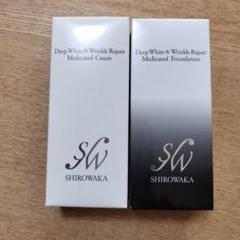 Deep White & Wrinkle Repair
Medicated Cream
SW
SHIROWAKA
Deep White & Wrinkle Repair
Medicated Foundation
SW
SHIROWAKA